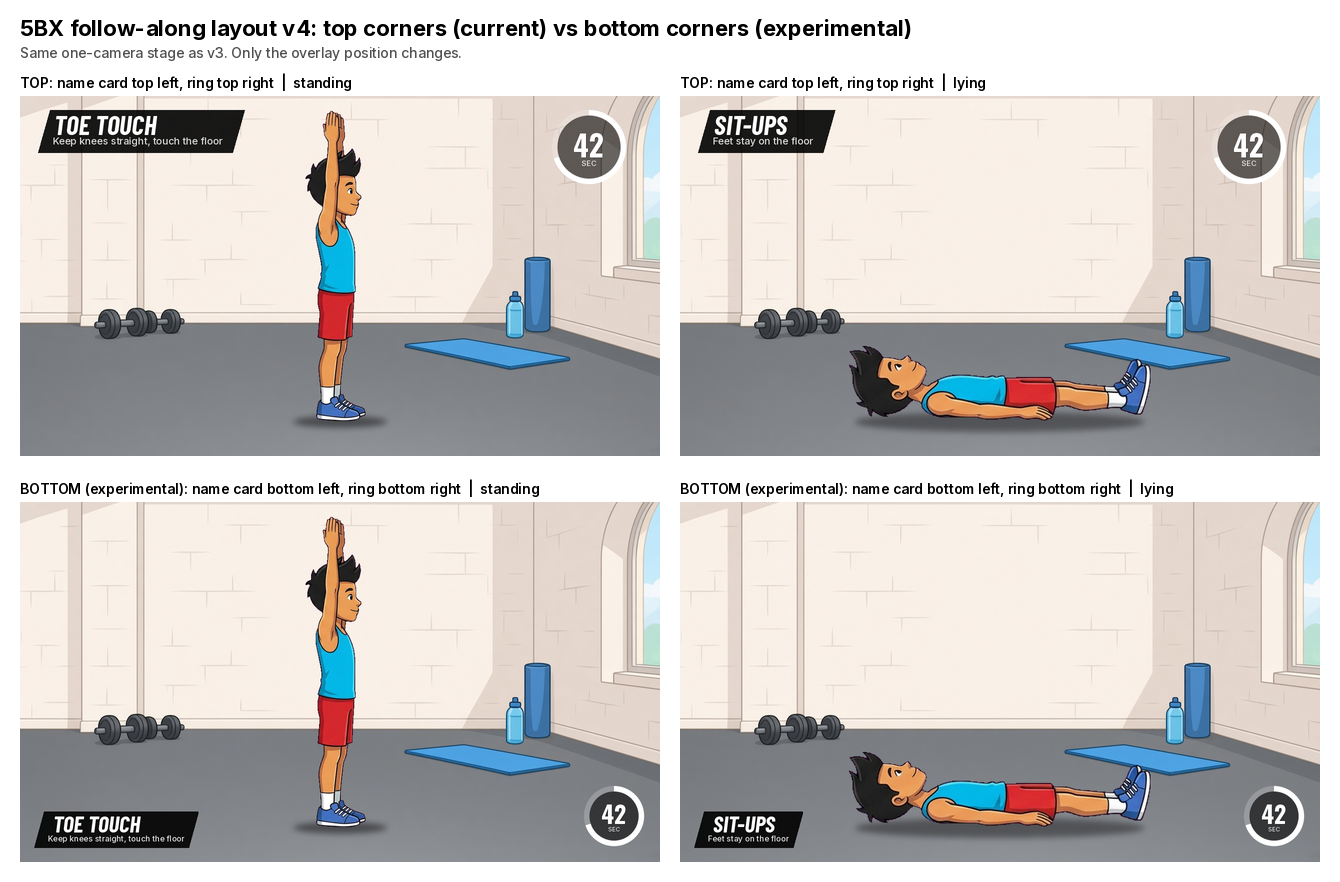 5BX follow-along layout v4: top corners (current) vs bottom corners (experimental)
Same one-camera stage as v3. Only the overlay position changes.
TOP: name card top left, ring top right | standing
TOP: name card top left, ring top right | lying
TOE TOUCH
Keep knees straight, touch the floor
42
SEC
SIT-UPS
Feet stay on the floor
42
SEC
BOTTOM (experimental): name card bottom left, ring bottom right | standing
BOTTOM (experimental): name card bottom left, ring bottom right | lying
TOE TOUCH
Keep knees straight, touch the floor
42
SEC
SIT-UPS
Feet stay on the floor
42
SEC